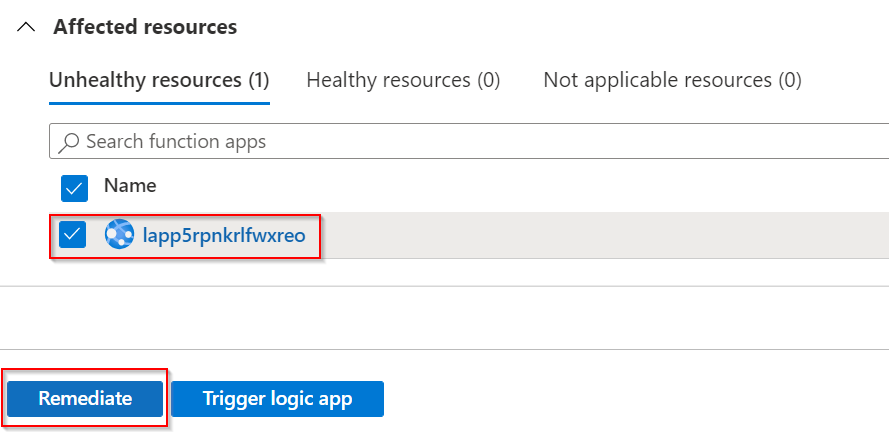 Affected resources
Unhealthy resources (1) Healthy resources (0) Not applicable resources (0)
Search function apps
Name
lapp5rpnkrlfwxreo
Remediate Trigger logic app